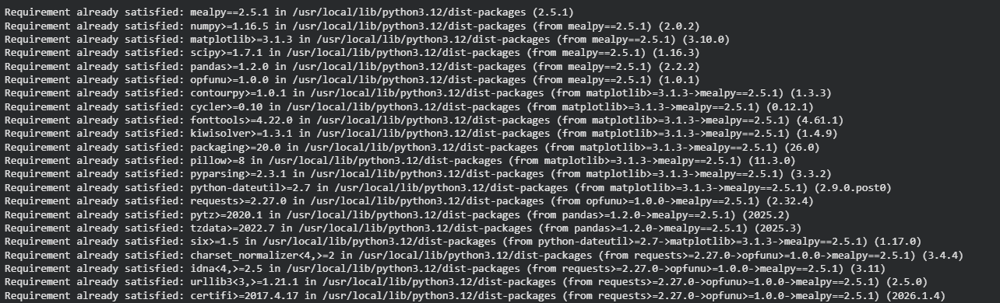 Requirement already satisfied: mealpy==2.5.1 in /usr/local/lib/python3.12/dist-packages (2.5.1)
Requirement already satisfied: numpy>=1.16.5 in /usr/local/lib/python3.12/dist-packages (from mealpy==2.5.1) (2.0.2)
Requirement already satisfied: matplotlib>=3.1.3 in /usr/local/lib/python3.12/dist-packages (from mealpy==2.5.1) (3.10.0)
Requirement already satisfied: scipy>=1.7.1 in /usr/local/lib/python3.12/dist-packages (from mealpy==2.5.1) (1.16.3)
Requirement already satisfied: pandas>=1.2.0 in /usr/local/lib/python3.12/dist-packages (from mealpy==2.5.1) (2.2.2)
Requirement already satisfied: opfunu>=1.0.0 in /usr/local/lib/python3.12/dist-packages (from mealpy==2.5.1) (1.0.1)
Requirement already satisfied: contourpy>=1.0.1 in /usr/local/lib/python3.12/dist-packages (from matplotlib>=3.1.3->mealpy==2.5.1) (1.3.3)
Requirement already satisfied: cycler>=0.10 in /usr/local/lib/python3.12/dist-packages (from matplotlib>=3.1.3->mealpy==2.5.1) (0.12.1)
Requirement already satisfied: fonttools>=4.22.0 in /usr/local/lib/python3.12/dist-packages (from matplotlib>=3.1.3->mealpy==2.5.1) (4.61.1)
Requirement already satisfied: kiwisolver>=1.3.1 in /usr/local/lib/python3.12/dist-packages (from matplotlib>=3.1.3->mealpy==2.5.1) (1.4.9)
Requirement already satisfied: packaging>=20.0 in /usr/local/lib/python3.12/dist-packages (from matplotlib>=3.1.3->mealpy==2.5.1) (26.0)
Requirement already satisfied: pillow>=8 in /usr/local/lib/python3.12/dist-packages (from matplotlib>=3.1.3->mealpy==2.5.1) (11.3.0)
Requirement already satisfied: pyparsing>=2.3.1 in /usr/local/lib/python3.12/dist-packages (from matplotlib>=3.1.3->mealpy==2.5.1) (3.3.2)
Requirement already satisfied: python-dateutil>=2.7 in /usr/local/lib/python3.12/dist-packages (from matplotlib>=3.1.3->mealpy==2.5.1) (2.9.0.post0)
Requirement already satisfied: requests>=2.27.0 in /usr/local/lib/python3.12/dist-packages (from opfunu>=1.0.0->mealpy==2.5.1) (2.32.4)
Requirement already satisfied: pytz>=2020.1 in /usr/local/lib/python3.12/dist-packages (from pandas>=1.2.0->mealpy==2.5.1) (2025.2)
Requirement already satisfied: tzdata>=2022.7 in /usr/local/lib/python3.12/dist-packages (from pandas>=1.2.0->mealpy==2.5.1) (2025.3)
Requirement already satisfied: six>=1.5 in /usr/local/lib/python3.12/dist-packages (from python-dateutil>=2.7->matplotlib>=3.1.3->mealpy==2.5.1) (1.17.0)
Requirement already satisfied: charset_normalizer<4,>=2 in /usr/local/lib/python3.12/dist-packages (from requests>=2.27.0->opfunu>=1.0.0->mealpy==2.5.1) (3.4.4)
Requirement already satisfied: idna<4,>=2.5 in /usr/local/lib/python3.12/dist-packages (from requests>=2.27.0->opfunu>=1.0.0->mealpy==2.5.1) (3.11)
Requirement already satisfied: urllib3<3,>=1.21.1 in /usr/local/lib/python3.12/dist-packages (from requests>=2.27.0->opfunu>=1.0.0->mealpy==2.5.1) (2.5.0)
Requirement already satisfied: certifi>=2017.4.17 in /usr/local/lib/python3.12/dist-packages (from requests>=2.27.0->opfunu>=1.0.0->mealpy==2.5.1) (2026.1.4)